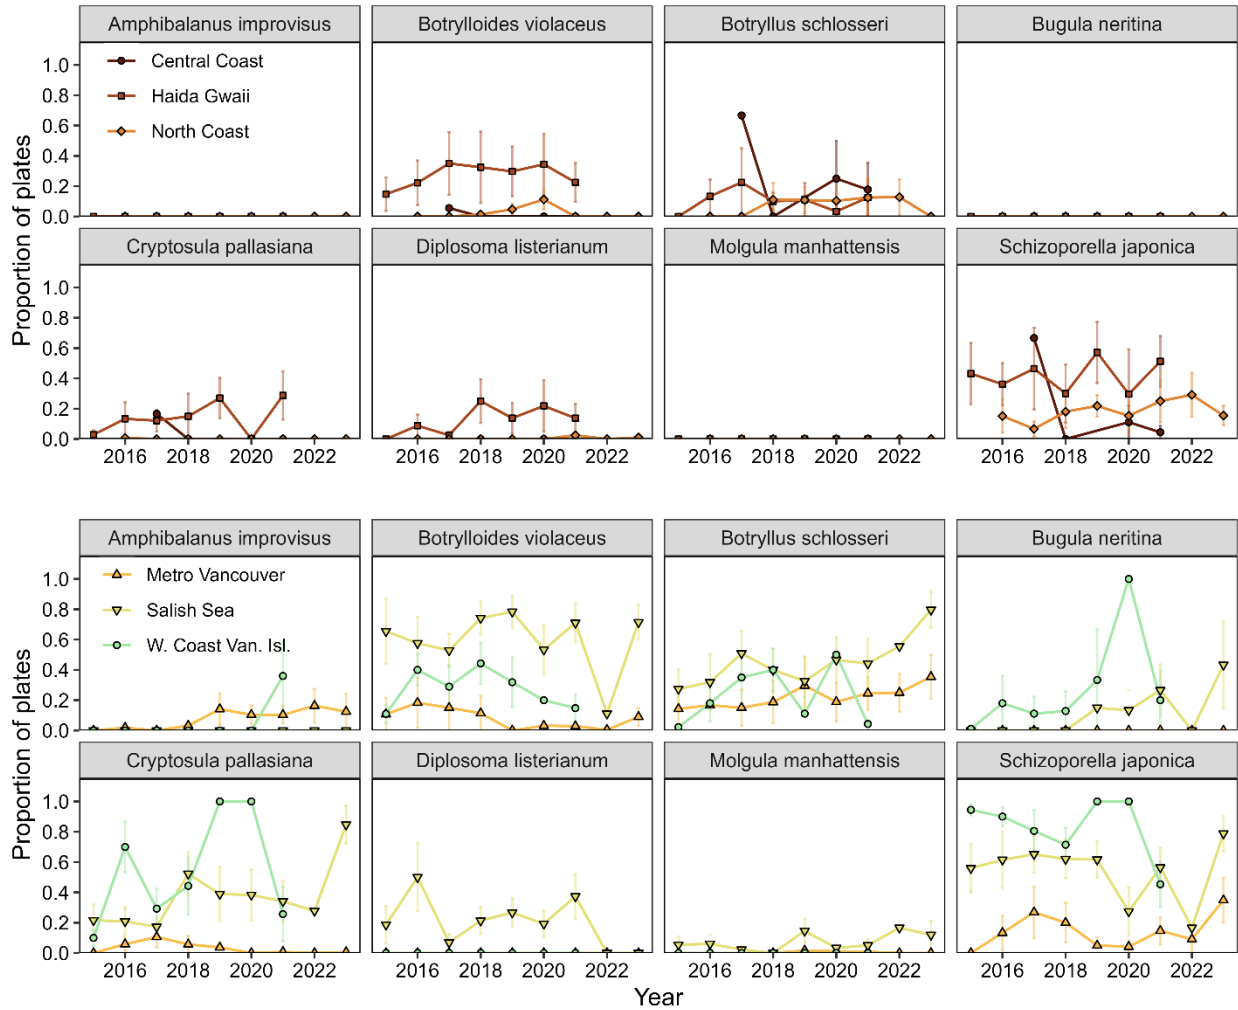 Amphibalanus improvisus
Botrylloides violaceus
Botryllus schlosseri
Bugula neritina
Proportion of plates
1.0
0.8
0.6
0.4
0.2
0.0
Central Coast
Haida Gwaii
North Coast
Cryptosula pallasiana
Diplosoma listerianum
Molgula manhattensis
Schizoporella japonica
1.0
0.8
0.6
0.4
0.2
0.0
2016 2018 2020 2022
2016 2018 2020 2022
2016 2018 2020 2022
2016 2018 2020 2022
Amphibalanus improvisus
Botrylloides violaceus
Botryllus schlosseri
Bugula neritina
Proportion of plates
1.0
0.8
0.6
0.4
0.2
0.0
Metro Vancouver
Salish Sea
W. Coast Van. Isl.
Cryptosula pallasiana
Diplosoma listerianum
Molgula manhattensis
Schizoporella japonica
1.0
0.8
0.6
0.4
0.2
0.0
2016 2018 2020 2022
2016 2018 2020 2022
2016 2018 2020 2022
2016 2018 2020 2022
Year